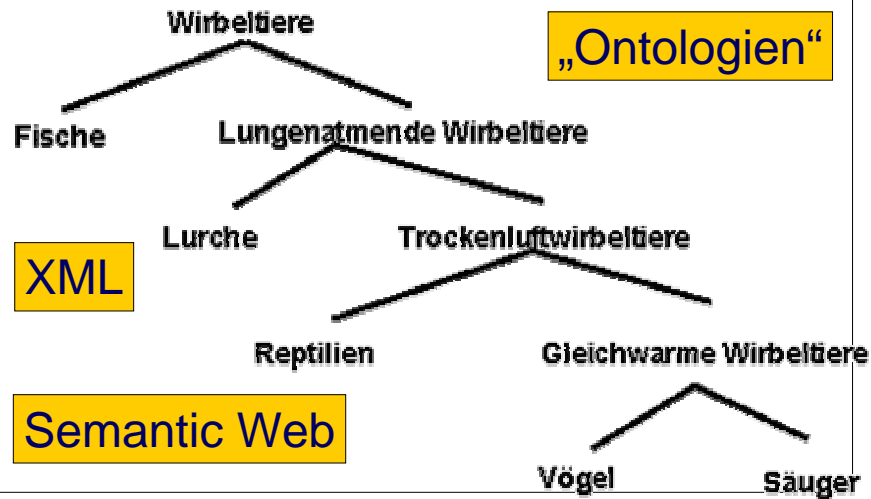 Wirbeltiere
„Ontologien“
Fische
Lungenatmende Wirbeltiere
Lurche
Trockenluftwirbeltiere
XML
Reptilien
Gleichwarme Wirbeltiere
Semantic Web
Vögel
Säuger